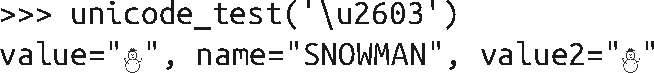 >>> unicode_test('\u2603')
value="☃", name="SNOWMAN", value2="☃"